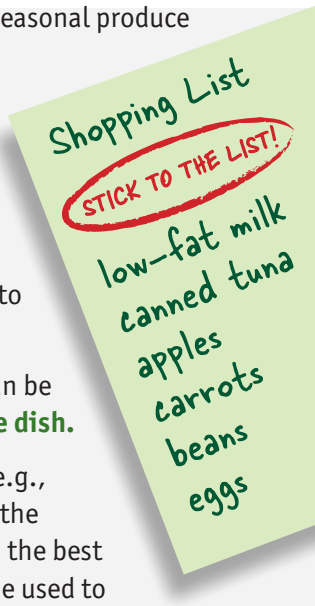 easonal produce
Shopping List
STICK TO THE LIST!
low-fat milk
canned tuna
apples
carrots
beans
eggs
to
n be
e dish.
e.g.,
the
the best
e used to